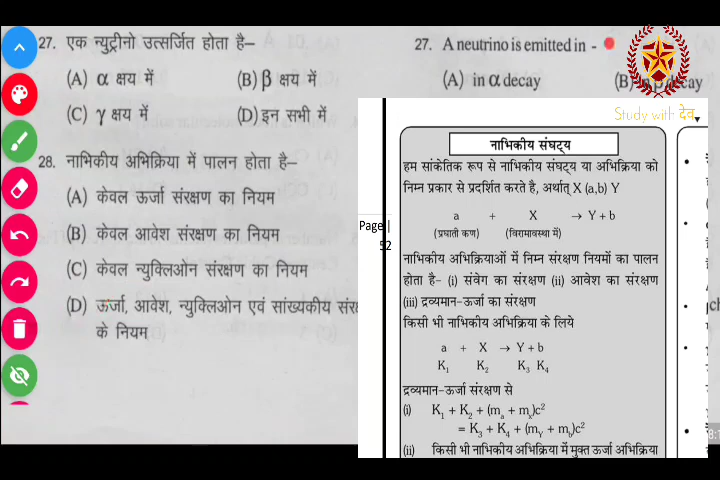 27. एक न्युट्रीनो उत्सर्जित होता है–
(A) α क्षय में
(B) β क्षय में
(C) γ क्षय में
(D) इन सभी में
28. नाभिकीय अभिक्रिया में पालन होता है–
(A) केवल ऊर्जा संरक्षण का नियम
(B) केवल आवेश संरक्षण का नियम
(C) केवल न्युक्लिओन संरक्षण का नियम
(D) ऊर्जा, आवेश, न्युक्लिओन एवं सांख्यकीय
के नियम
27. A neutrino is emitted in -
(A) in α decay
(B) in β decay
Study with देव
Page |
52
नाभिकीय संघट्य
हम सांकेतिक रूप से नाभिकीय संघट्य या अभिक्रिया को
निम्न प्रकार से प्रदर्शित करते है, अर्थात् X (a,b) Y
a + X → Y + b
(प्रघाती कण) (विरामावस्था में)
नाभिकीय अभिक्रियाओं में निम्न संरक्षण नियमों का पालन
होता है- (i) संवेग का संरक्षण (ii) आवेश का संरक्षण
(iii) द्रव्यमान-ऊर्जा का संरक्षण
किसी भी नाभिकीय अभिक्रिया के लिये
a + X → Y + b
K₁ K₂ K₃ K₄
द्रव्यमान-ऊर्जा संरक्षण से
(i) K₁ + K₂ + (mₐ + mₓ)c²
= K₃ + K₄ + (m_Y + m_b)c²
(ii) किसी भी नाभिकीय अभिक्रिया में मुक्त ऊर्जा अभिक्रिया